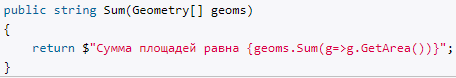 public string Sum(Geometry[] geoms)
{
    return $"Сумма площадей равна {geoms.Sum(g=>g.GetArea())}";
}